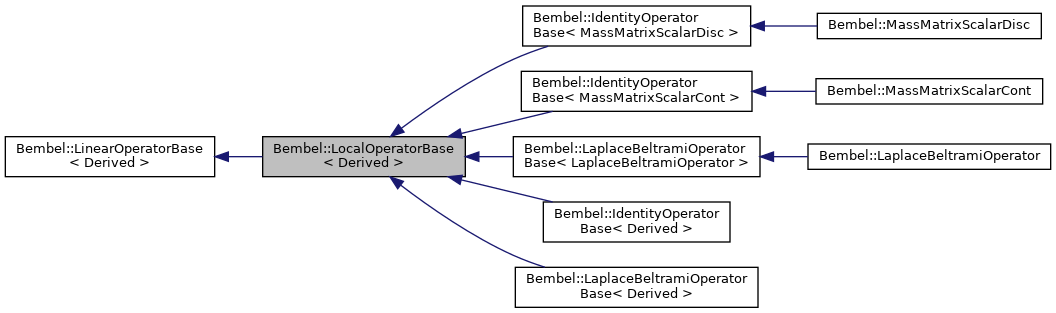 Bembel::LinearOperatorBase
< Derived >
Bembel::LocalOperatorBase
< Derived >
Bembel::IdentityOperator
Base< MassMatrixScalarDisc >
Bembel::MassMatrixScalarDisc
Bembel::IdentityOperator
Base< MassMatrixScalarCont >
Bembel::MassMatrixScalarCont
Bembel::LaplaceBeltramiOperator
Base< LaplaceBeltramiOperator >
Bembel::LaplaceBeltramiOperator
Bembel::IdentityOperator
Base< Derived >
Bembel::LaplaceBeltramiOperator
Base< Derived >